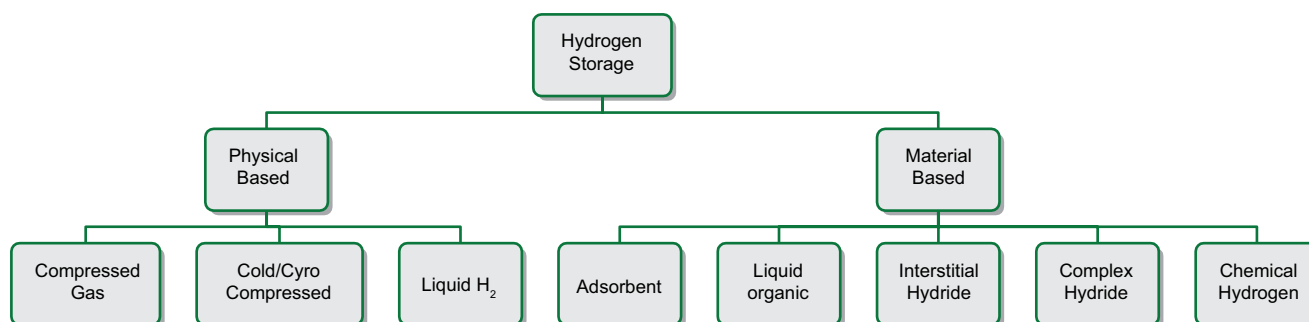 Hydrogen
Storage
Physical
Based
Material
Based
Compressed
Gas
Cold/Cyro
Compressed
Liquid H₂
Adsorbent
Liquid
organic
Interstitial
Hydride
Complex
Hydride
Chemical
Hydrogen